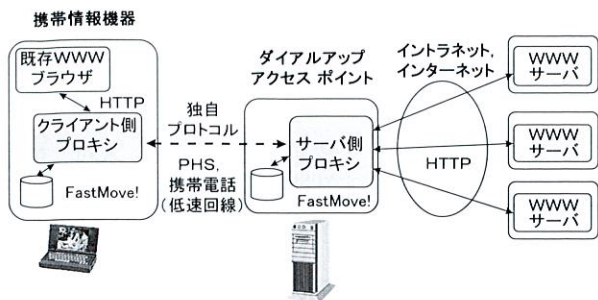 携帯情報機器
既存WWW
ブラウザ
HTTP
クライアント側
プロキシ
FastMove!
独自
プロトコル
PHS,
携帯電話
(低速回線)
ダイアルアップ
アクセス ポイント
サーバ側
プロキシ
FastMove!
イントラネット,
インターネット
HTTP
WWW
サーバ
WWW
サーバ
WWW
サーバ